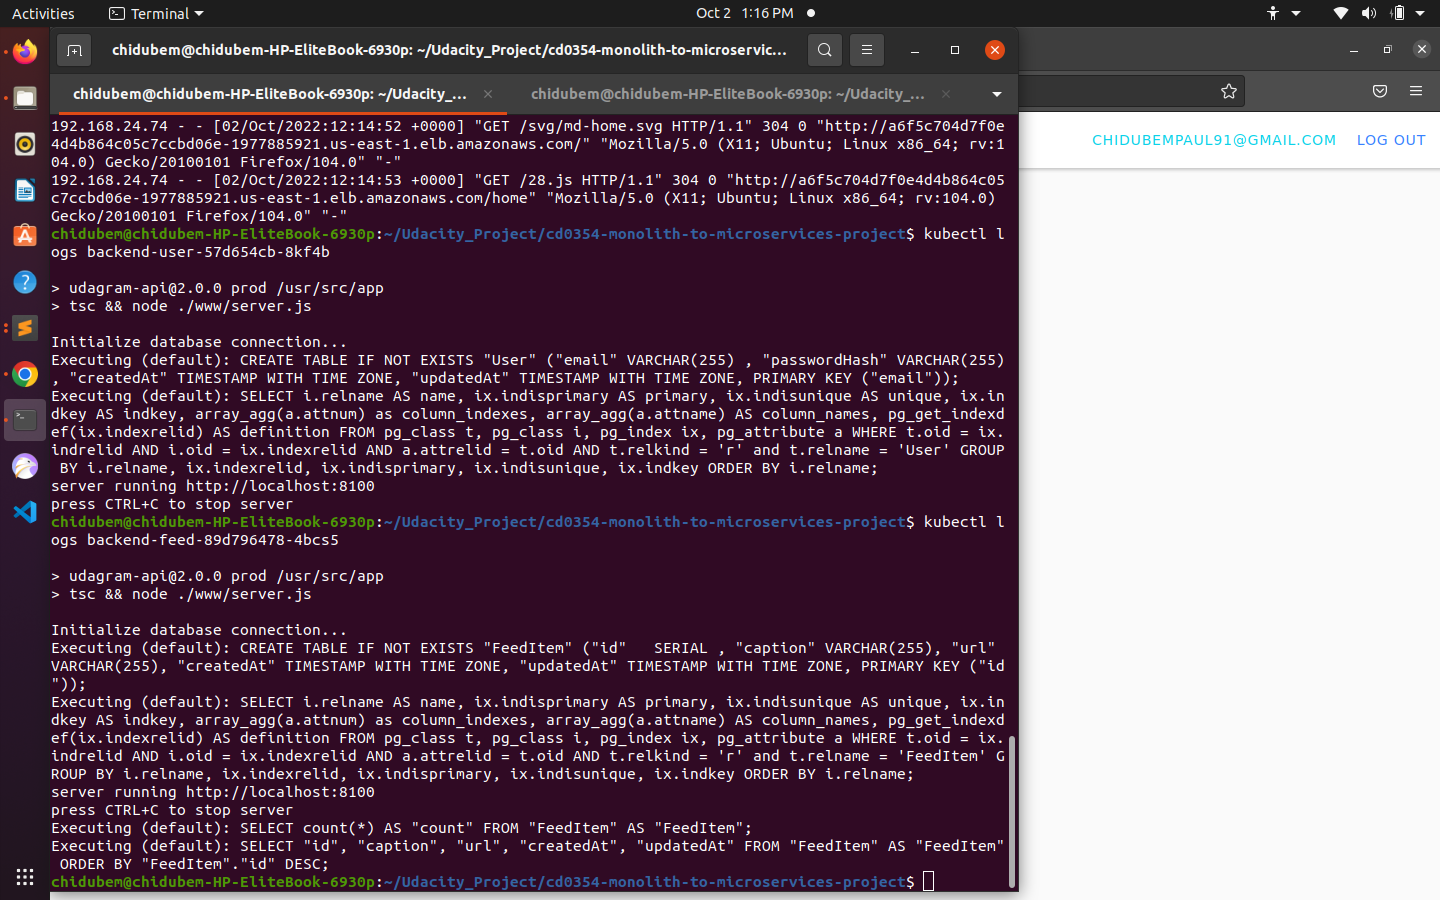 Activities
Terminal
Oct 2 1:16 PM
chidubem@chidubem-HP-EliteBook-6930p: ~/Udacity_Project/cd0354-monolith-to-microservic...
chidubem@chidubem-HP-EliteBook-6930p: ~/Udacity_...
chidubem@chidubem-HP-EliteBook-6930p: ~/Udacity_...
CHIDUBEMPAUL91@GMAIL.COM
LOG OUT
192.168.24.74 - - [02/Oct/2022:12:14:52 +0000] "GET /svg/md-home.svg HTTP/1.1" 304 0 "http://a6f5c704d7f0e
4d4b864c05c7ccbd06e-1977885921.us-east-1.elb.amazonaws.com/" "Mozilla/5.0 (X11; Ubuntu; Linux x86_64; rv:1
04.0) Gecko/20100101 Firefox/104.0" "-"
192.168.24.74 - - [02/Oct/2022:12:14:53 +0000] "GET /28.js HTTP/1.1" 304 0 "http://a6f5c704d7f0e4d4b864c05
c7ccbd06e-1977885921.us-east-1.elb.amazonaws.com/home" "Mozilla/5.0 (X11; Ubuntu; Linux x86_64; rv:104.0)
Gecko/20100101 Firefox/104.0" "-"
chidubem@chidubem-HP-EliteBook-6930p:~/Udacity_Project/cd0354-monolith-to-microservices-project$ kubectl l
ogs backend-user-57d654cb-8kf4b
> udagram-api@2.0.0 prod /usr/src/app
> tsc && node ./www/server.js
Initialize database connection...
Executing (default): CREATE TABLE IF NOT EXISTS "User" ("email" VARCHAR(255) , "passwordHash" VARCHAR(255)
, "createdAt" TIMESTAMP WITH TIME ZONE, "updatedAt" TIMESTAMP WITH TIME ZONE, PRIMARY KEY ("email"));
Executing (default): SELECT i.relname AS name, ix.indisprimary AS primary, ix.indisunique AS unique, ix.in
dkey AS indkey, array_agg(a.attnum) as column_indexes, array_agg(a.attname) AS column_names, pg_get_indexd
ef(ix.indexrelid) AS definition FROM pg_class t, pg_class i, pg_index ix, pg_attribute a WHERE t.oid = ix.
indrelid AND i.oid = ix.indexrelid AND a.attrelid = t.oid AND t.relkind = 'r' and t.relname = 'User' GROUP
BY i.relname, ix.indexrelid, ix.indisprimary, ix.indisunique, ix.indkey ORDER BY i.relname;
server running http://localhost:8100
press CTRL+C to stop server
chidubem@chidubem-HP-EliteBook-6930p:~/Udacity_Project/cd0354-monolith-to-microservices-project$ kubectl l
ogs backend-feed-89d796478-4bcs5
> udagram-api@2.0.0 prod /usr/src/app
> tsc && node ./www/server.js
Initialize database connection...
Executing (default): CREATE TABLE IF NOT EXISTS "FeedItem" ("id"   SERIAL , "caption" VARCHAR(255), "url"
VARCHAR(255), "createdAt" TIMESTAMP WITH TIME ZONE, "updatedAt" TIMESTAMP WITH TIME ZONE, PRIMARY KEY ("id
"));
Executing (default): SELECT i.relname AS name, ix.indisprimary AS primary, ix.indisunique AS unique, ix.in
dkey AS indkey, array_agg(a.attnum) as column_indexes, array_agg(a.attname) AS column_names, pg_get_indexd
ef(ix.indexrelid) AS definition FROM pg_class t, pg_class i, pg_index ix, pg_attribute a WHERE t.oid = ix.
indrelid AND i.oid = ix.indexrelid AND a.attrelid = t.oid AND t.relkind = 'r' and t.relname = 'FeedItem' G
ROUP BY i.relname, ix.indexrelid, ix.indisprimary, ix.indisunique, ix.indkey ORDER BY i.relname;
server running http://localhost:8100
press CTRL+C to stop server
Executing (default): SELECT count(*) AS "count" FROM "FeedItem" AS "FeedItem";
Executing (default): SELECT "id", "caption", "url", "createdAt", "updatedAt" FROM "FeedItem" AS "FeedItem"
ORDER BY "FeedItem"."id" DESC;
chidubem@chidubem-HP-EliteBook-6930p:~/Udacity_Project/cd0354-monolith-to-microservices-project$